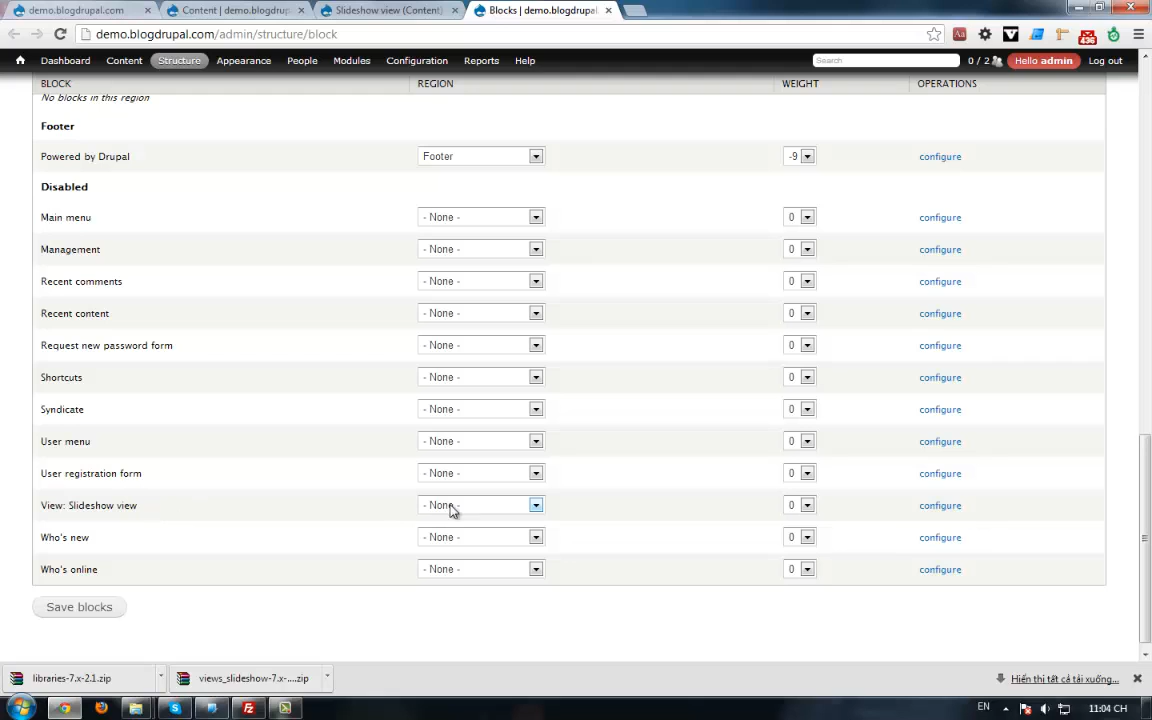 demo.blogdrupal.com
Content | demo.blogdrup
Slideshow view (Content)
Blocks | demo.blogdrupal.
demo.blogdrupal.com/admin/structure/block
436
Dashboard Content Structure Appearance People Modules Configuration Reports Help
Search
0 / 2
Hello admin
Log out
BLOCK REGION WEIGHT OPERATIONS
No blocks in this region
Footer
Powered by Drupal Footer -9 configure
Disabled
Main menu - None - 0 configure
Management - None - 0 configure
Recent comments - None - 0 configure
Recent content - None - 0 configure
Request new password form - None - 0 configure
Shortcuts - None - 0 configure
Syndicate - None - 0 configure
User menu - None - 0 configure
User registration form - None - 0 configure
View: Slideshow view - None - 0 configure
Who's new - None - 0 configure
Who's online - None - 0 configure
Save blocks
libraries-7.x-2.1.zip
views_slideshow-7.x-....zip
Hiển thị tất cả tải xuống...
EN
11:04 CH